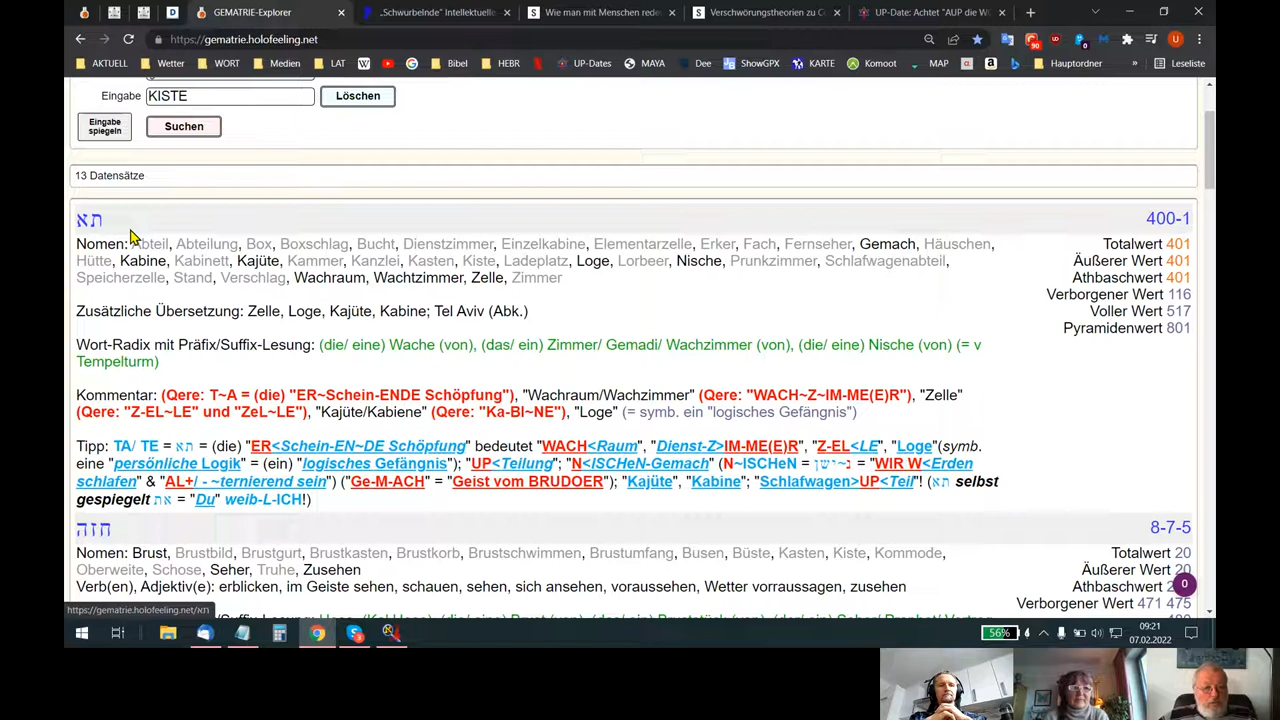 GEMATRIE-Explorer
„Schwurbelnde" Intellektuelle
Wie man mit Menschen rede
Verschwörungstheorien zu C
UP-Date: Achtet "AUP die W
https://gematrie.holofeeling.net
AKTUELL Wetter WORT Medien LAT Bibel HEBR UP-Dates MAYA Dee ShowGPX KARTE Komoot MAP Hauptordner » Leseliste
Eingabe KISTE Löschen
Eingabe spiegeln Suchen
13 Datensätze
תא 400-1
Nomen: Abteil, Abteilung, Box, Boxschlag, Bucht, Dienstzimmer, Einzelkabine, Elementarzelle, Erker, Fach, Fernseher, Gemach, Häuschen,
Hütte, Kabine, Kabinett, Kajüte, Kammer, Kanzlei, Kasten, Kiste, Ladeplatz, Loge, Lorbeer, Nische, Prunkzimmer, Schlafwagenabteil,
Speicherzelle, Stand, Verschlag, Wachraum, Wachtzimmer, Zelle, Zimmer
Totalwert 401
Äußerer Wert 401
Athbaschwert 401
Verborgener Wert 116
Voller Wert 517
Pyramidenwert 801
Zusätzliche Übersetzung: Zelle, Loge, Kajüte, Kabine; Tel Aviv (Abk.)
Wort-Radix mit Präfix/Suffix-Lesung: (die/ eine) Wache (von), (das/ ein) Zimmer/ Gemadi/ Wachzimmer (von), (die/ eine) Nische (von) (= v
Tempelturm)
Kommentar: (Qere: T~A = (die) "ER~Schein-ENDE Schöpfung"), "Wachraum/Wachzimmer" (Qere: "WACH~Z~IM-ME(E)R"), "Zelle"
(Qere: "Z-EL~LE" und "ZeL~LE"), "Kajüte/Kabiene" (Qere: "Ka-BI~NE"), "Loge" (= symb. ein "logisches Gefängnis")
Tipp: TA/ TE = תא = (die) "ER<Schein-EN~DE Schöpfung" bedeutet "WACH<Raum", "Dienst-Z>IM-ME(E)R", "Z-EL<LE", "Loge"(symb.
eine "persönliche Logik" = (ein) "logisches Gefängnis"); "UP<Teilung"; "N<ISCHeN-Gemach" (N~ISCHeN = נ~ישן = "WIR W<Erden
schlafen" & "AL+/- ~ternierend sein") ("Ge-M-ACH" = "Geist vom BRUDOER"); "Kajüte", "Kabine"; "Schlafwagen>UP<Teil"! (תא selbst
gespiegelt את = "Du" weib-L-ICH!)
חזה 8-7-5
Nomen: Brust, Brustbild, Brustgurt, Brustkasten, Brustkorb, Brustschwimmen, Brustumfang, Busen, Büste, Kasten, Kiste, Kommode,
Oberweite, Schose, Seher, Truhe, Zusehen
Verb(en), Adjektiv(e): erblicken, im Geiste sehen, schauen, sehen, sich ansehen, voraussehen, Wetter vorraussagen, zusehen
Totalwert 20
Äußerer Wert 20
Athbaschwert
Verborgener Wert 471 475
0
https://gematrie.holofeeling.net/תא
56%
09:21
07.02.2022